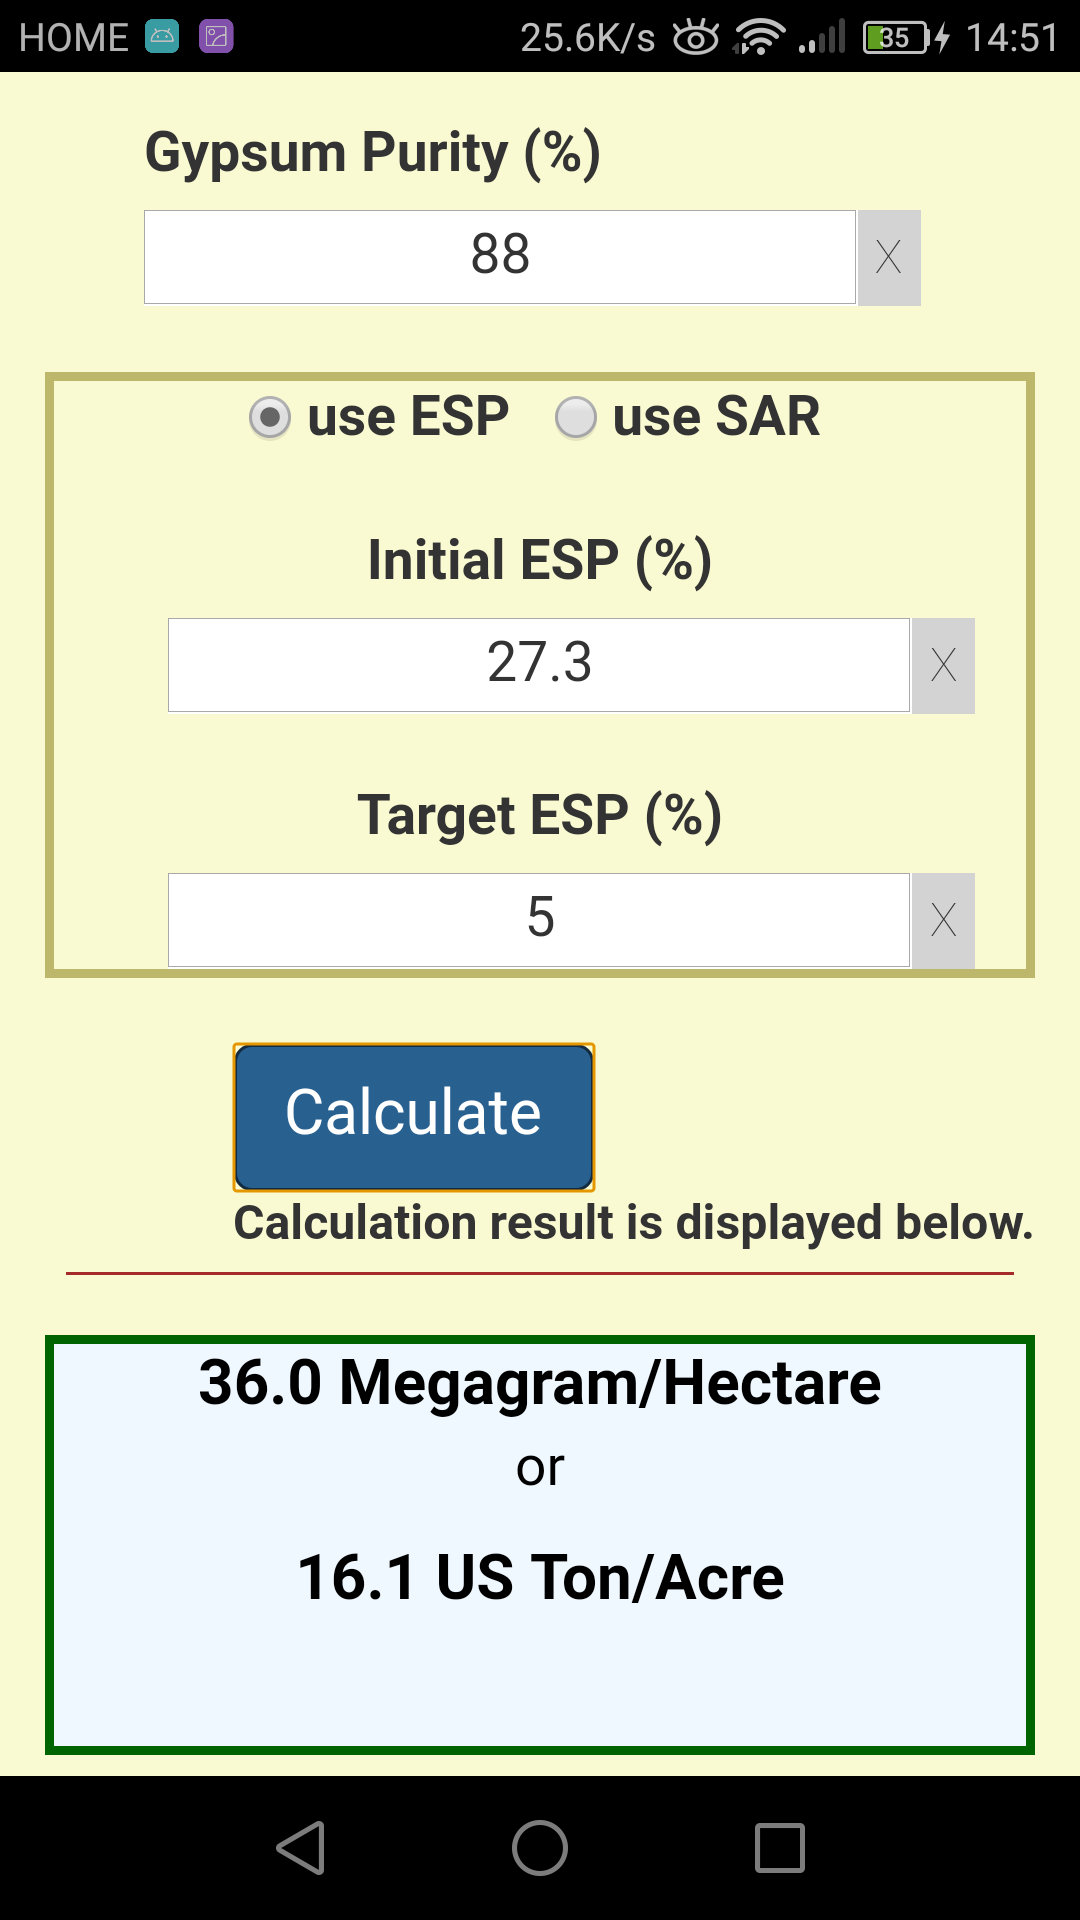 HOME 25.6K/s 35 14:51
Gypsum Purity (%)
88 X
use ESP use SAR
Initial ESP (%)
27.3 X
Target ESP (%)
5 X
Calculate
Calculation result is displayed below.
36.0 Megagram/Hectare
or
16.1 US Ton/Acre